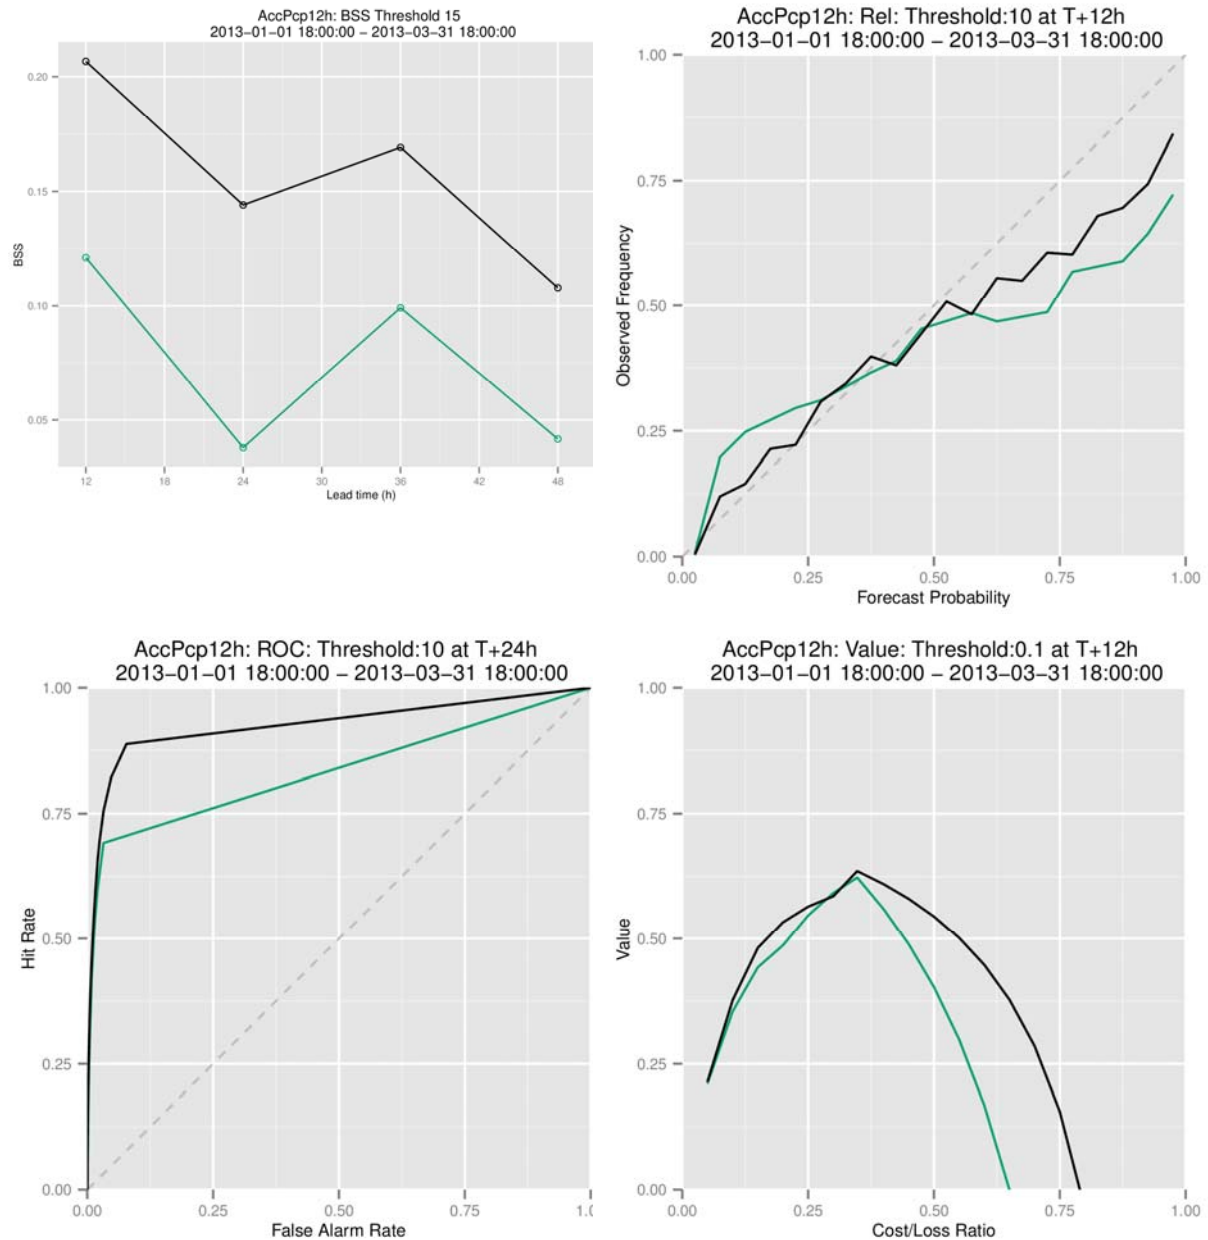 AccPcp12h: BSS Threshold 15
2013–01–01 18:00:00 – 2013–03–31 18:00:00
0.20
0.15
0.10
0.05
BSS
12 18 24 30 36 42 48
Lead time (h)
AccPcp12h: Rel: Threshold:10 at T+12h
2013–01–01 18:00:00 – 2013–03–31 18:00:00
1.00
0.75
0.50
0.25
0.00
Observed Frequency
0.00 0.25 0.50 0.75 1.00
Forecast Probability
AccPcp12h: ROC: Threshold:10 at T+24h
2013–01–01 18:00:00 – 2013–03–31 18:00:00
1.00
0.75
0.50
0.25
0.00
Hit Rate
0.00 0.25 0.50 0.75 1.0
False Alarm Rate
AccPcp12h: Value: Threshold:0.1 at T+12h
2013–01–01 18:00:00 – 2013–03–31 18:00:00
1.00
0.75
0.50
0.25
0.00
Value
0.00 0.25 0.50 0.75 1.00
Cost/Loss Ratio